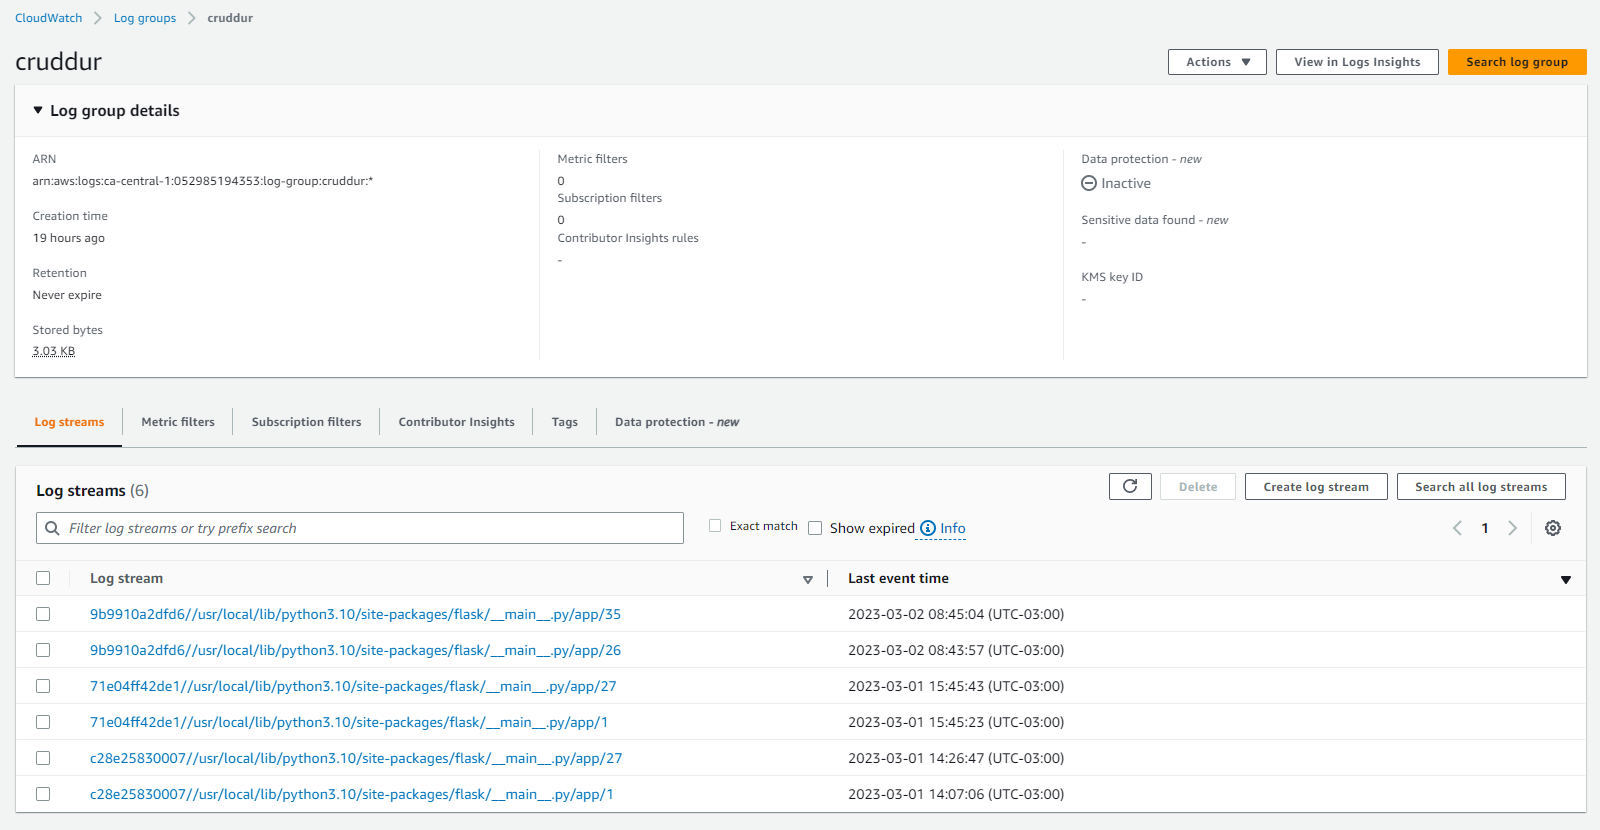 CloudWatch > Log groups > cruddur
cruddur
Actions ▼ View in Logs Insights Search log group
▼ Log group details
ARN
arn:aws:logs:ca-central-1:052985194353:log-group:cruddur:*
Creation time
19 hours ago
Retention
Never expire
Stored bytes
3.03 KB
Metric filters
0
Subscription filters
0
Contributor Insights rules
-
Data protection - new
Inactive
Sensitive data found - new
-
KMS key ID
-
Log streams Metric filters Subscription filters Contributor Insights Tags Data protection - new
Log streams (6)
Delete Create log stream Search all log streams
Filter log streams or try prefix search Exact match Show expired Info < 1 >
Log stream Last event time
9b9910a2dfd6//usr/local/lib/python3.10/site-packages/flask/__main__.py/app/35 2023-03-02 08:45:04 (UTC-03:00)
9b9910a2dfd6//usr/local/lib/python3.10/site-packages/flask/__main__.py/app/26 2023-03-02 08:43:57 (UTC-03:00)
71e04ff42de1//usr/local/lib/python3.10/site-packages/flask/__main__.py/app/27 2023-03-01 15:45:43 (UTC-03:00)
71e04ff42de1//usr/local/lib/python3.10/site-packages/flask/__main__.py/app/1 2023-03-01 15:45:23 (UTC-03:00)
c28e25830007//usr/local/lib/python3.10/site-packages/flask/__main__.py/app/27 2023-03-01 14:26:47 (UTC-03:00)
c28e25830007//usr/local/lib/python3.10/site-packages/flask/__main__.py/app/1 2023-03-01 14:07:06 (UTC-03:00)